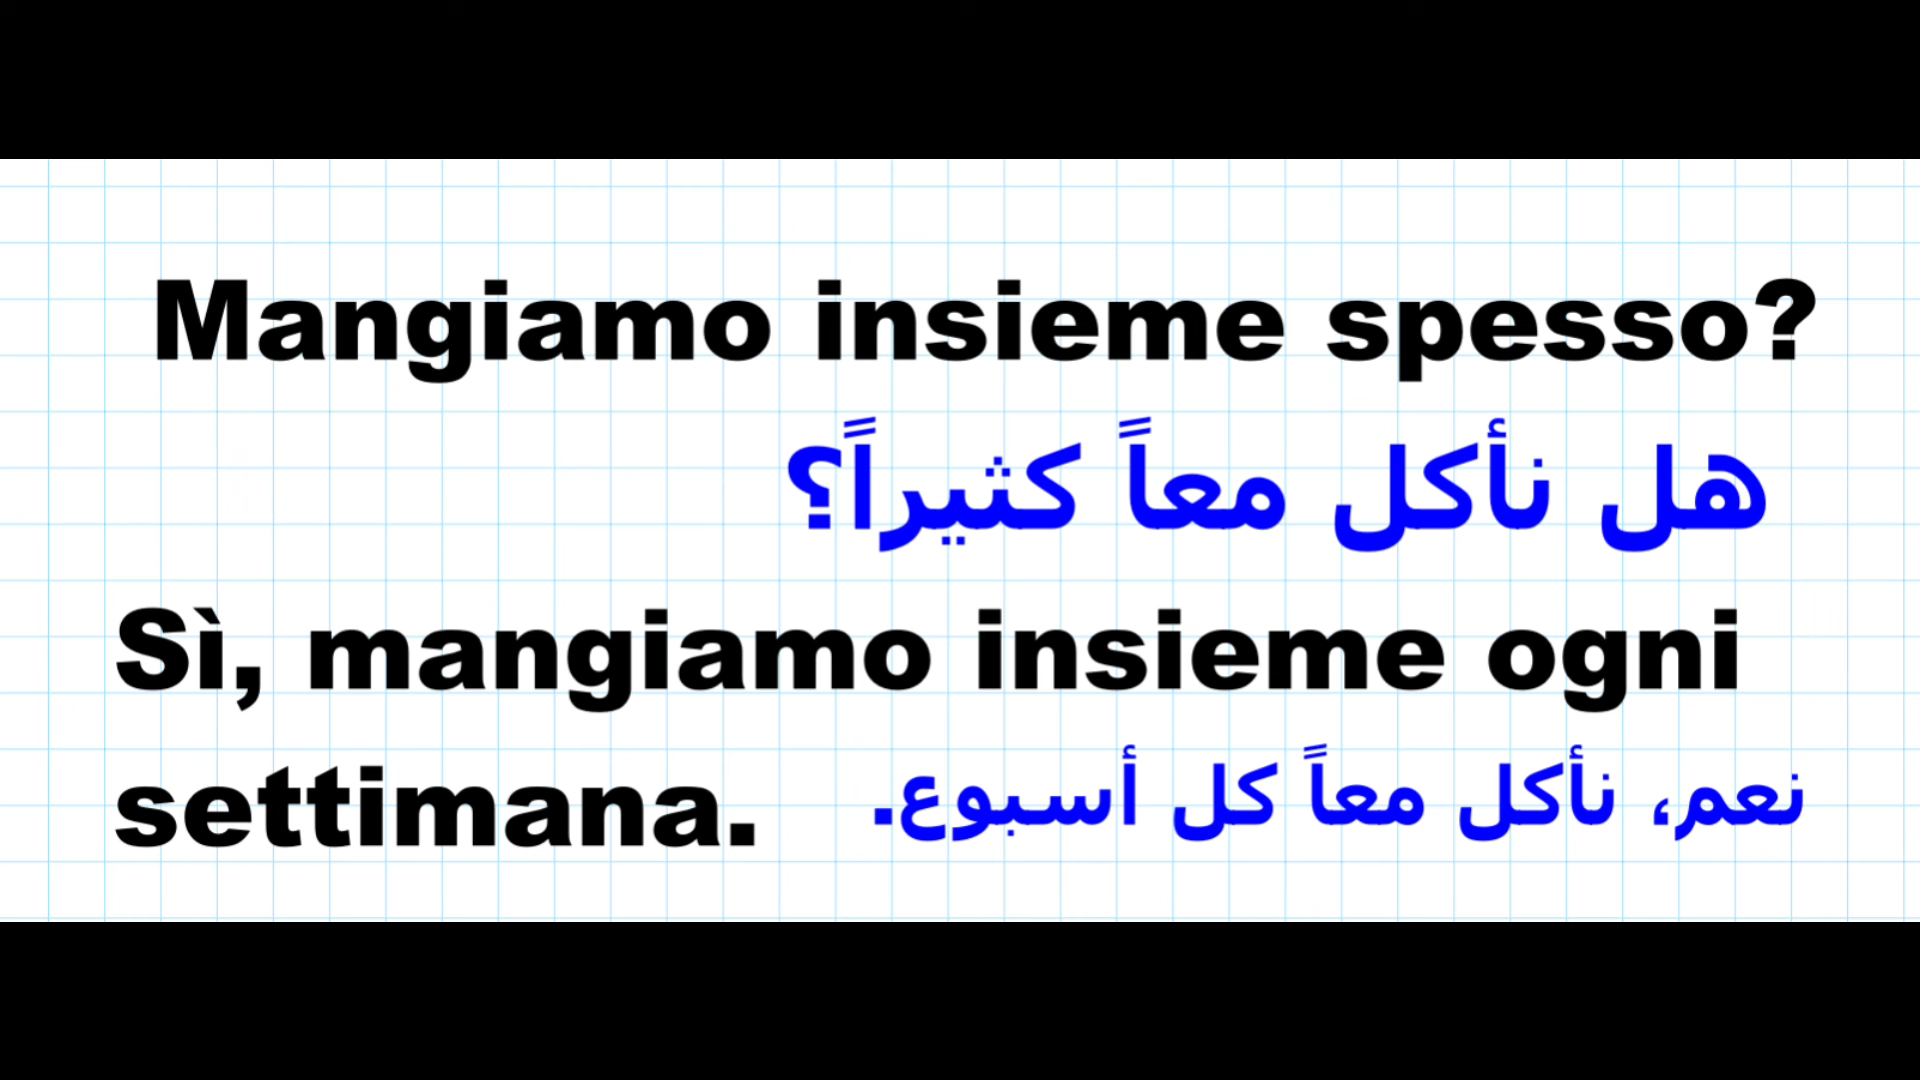 Mangiamo insieme spesso?
هل نأكل معاً كثيراً؟
Sì, mangiamo insieme ogni
settimana.
نعم، نأكل معاً كل أسبوع.